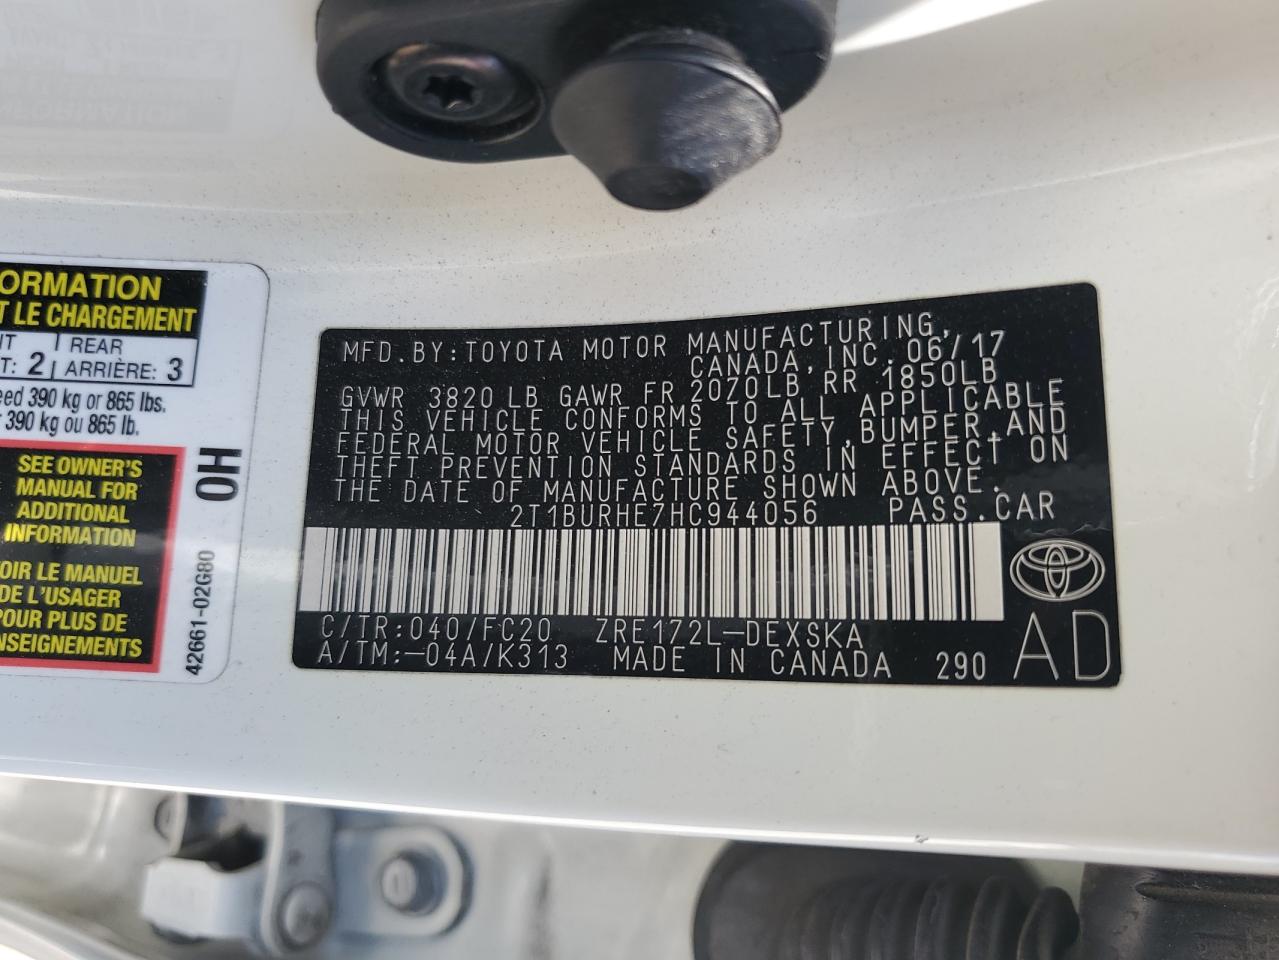 ORMATION
T LE CHARGEMENT
T: 2 REAR
ARRIÈRE: 3
eed 390 kg or 865 lbs.
r 390 kg ou 865 lb.
SEE OWNER'S
MANUAL FOR
ADDITIONAL
INFORMATION
OIR LE MANUEL
DE L'USAGER
POUR PLUS DE
NSEIGNEMENTS
0H
42661-02G80
MFD.BY:TOYOTA MOTOR MANUFACTURING,
CANADA,INC.06/17
GVWR 3820LB GAWR FR 2070LB RR 1850LB
THIS VEHICLE CONFORMS TO ALL APPLICABLE
FEDERAL MOTOR VEHICLE SAFETY,BUMPER,AND
THEFT PREVENTION STANDARDS IN EFFECT ON
THE DATE OF MANUFACTURE SHOWN ABOVE.
2T1BURHE7HC944056 PASS.CAR
C/TR:040/FC20 ZRE172L-DEXSKA
A/TM:-04A/K313 MADE IN CANADA 290
AD